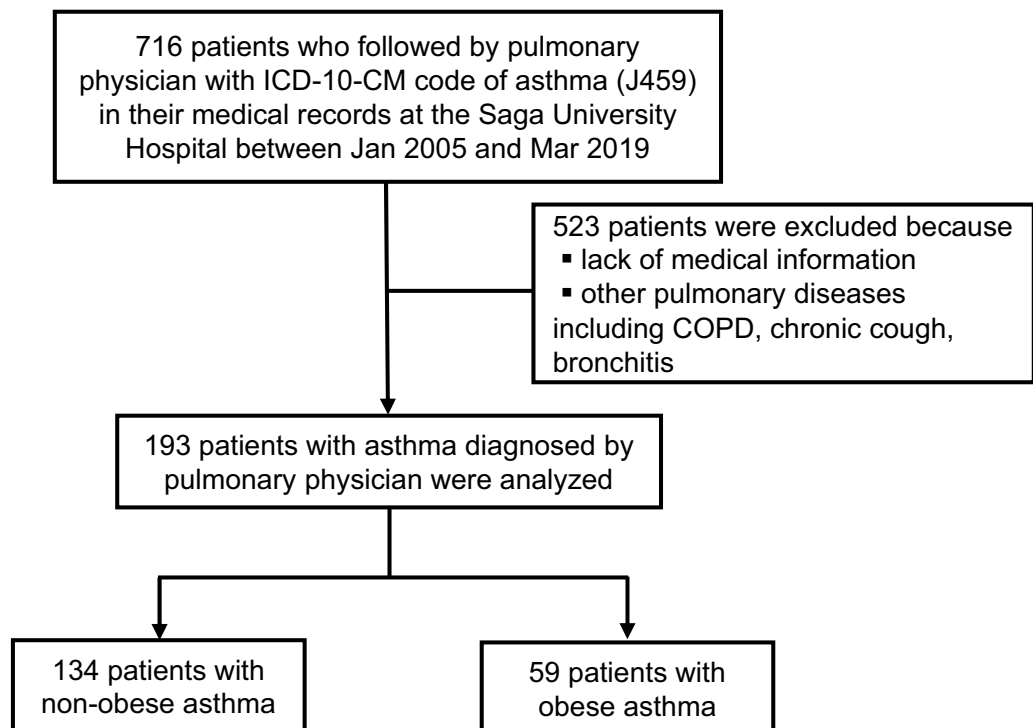 716 patients who followed by pulmonary
physician with ICD-10-CM code of asthma (J459)
in their medical records at the Saga University
Hospital between Jan 2005 and Mar 2019
523 patients were excluded because
▪ lack of medical information
▪ other pulmonary diseases
including COPD, chronic cough,
bronchitis
193 patients with asthma diagnosed by
pulmonary physician were analyzed
134 patients with
non-obese asthma
59 patients with
obese asthma